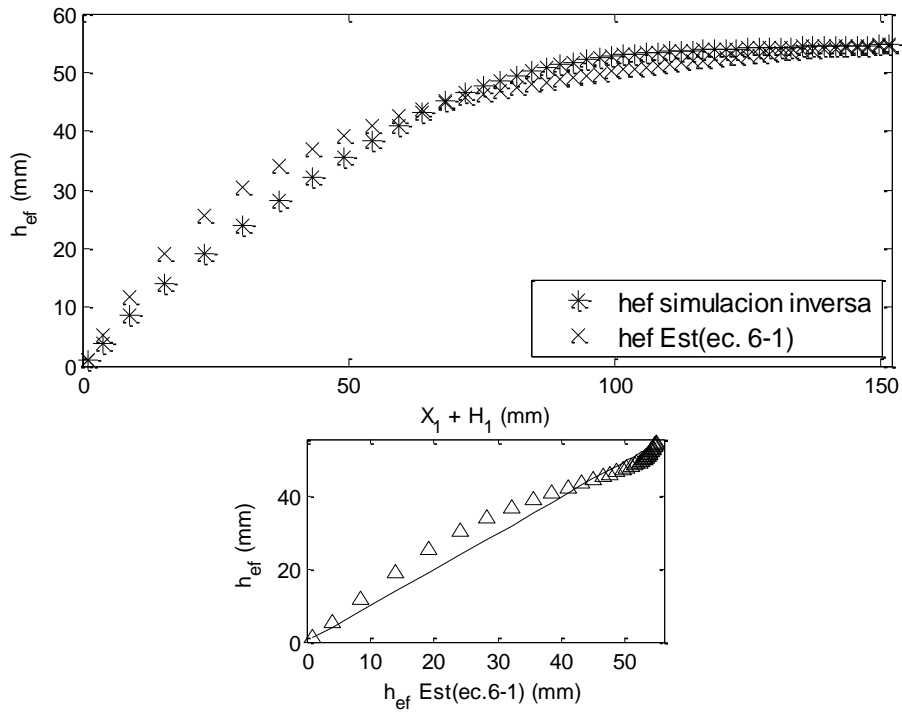 60
50
40
30
20
10
0
h_ef (mm)
hef simulacion inversa
hef Est(ec. 6-1)
0 50 100 150
X_1 + H_1 (mm)
40
20
0
h_ef (mm)
0 10 20 30 40 50
h_ef Est(ec.6-1) (mm)